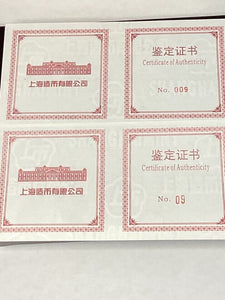 上海造币有限公司
鉴定证书
Certificate of Authenticity
No. 009
上海造币有限公司
鉴定证书
Certificate of Authenticity
No. 09